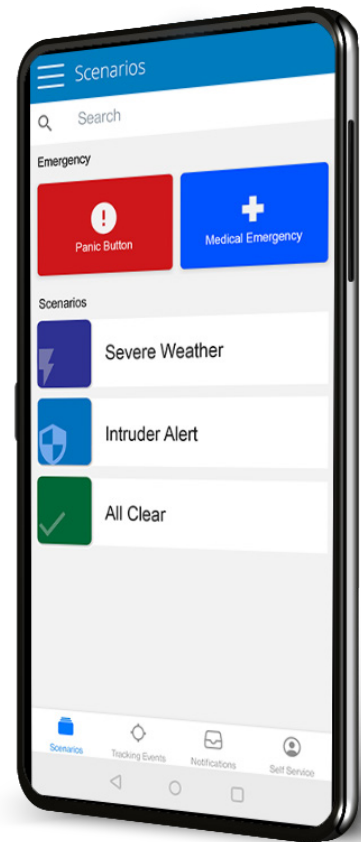 Scenarios
Search
Emergency
Panic Button
Medical Emergency
Scenarios
Severe Weather
Intruder Alert
All Clear
Scenarios
Tracking Events
Notifications
Self Service